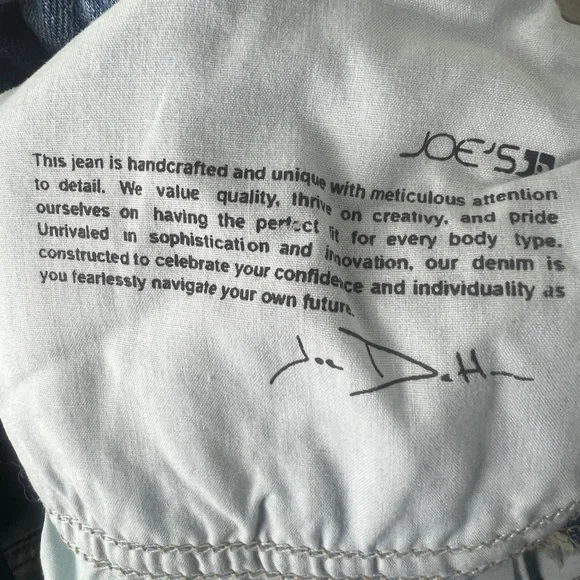 JOE'S
This jean is handcrafted and unique with meticulous attention
to detail. We value quality, thrive on creativy, and pride
ourselves on having the perfect fit for every body type.
Unrivaled in sophistication and innovation, our denim is
constructed to celebrate your confidence and individuality as
you fearlessly navigate your own future.
Joe